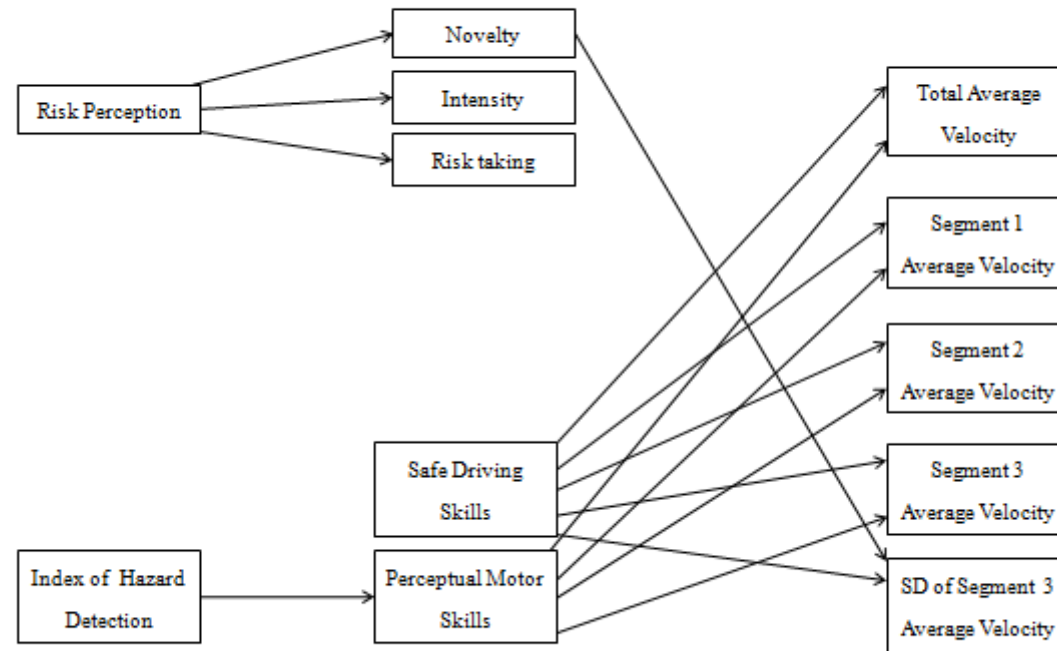 Novelty
Risk Perception
Intensity
Risk taking
Total Average
Velocity
Segment 1
Average Velocity
Segment 2
Average Velocity
Safe Driving
Skills
Segment 3
Average Velocity
Index of Hazard
Detection
Perceptual Motor
Skills
SD of Segment 3
Average Velocity